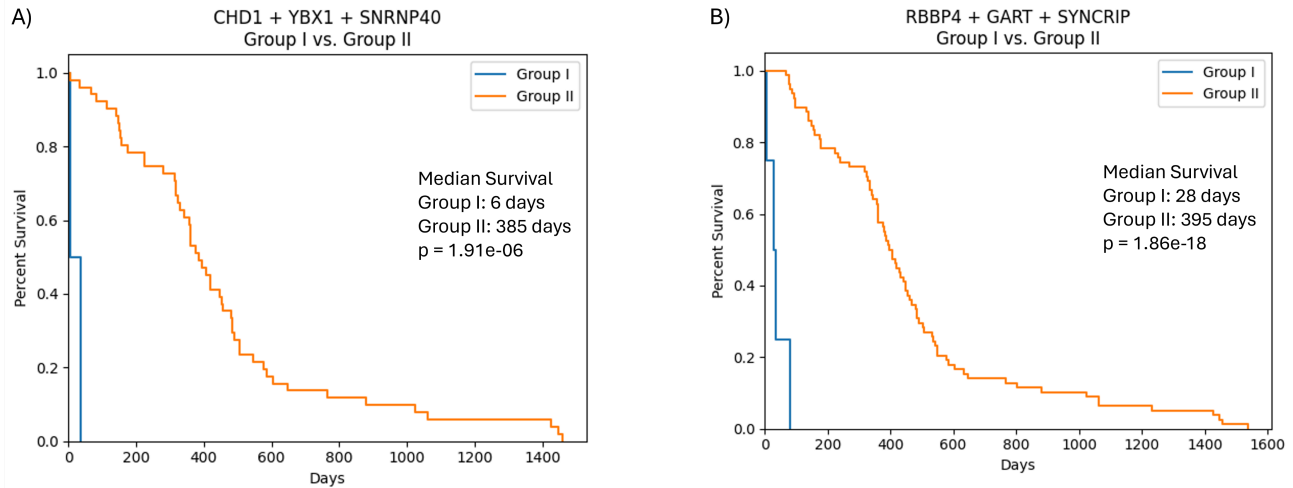 A)
CHD1 + YBX1 + SNRNP40
Group I vs. Group II
Percent Survival
1.0
0.8
0.6
0.4
0.2
0.0
Group I
Group II
Median Survival
Group I: 6 days
Group II: 385 days
p = 1.91e-06
0 200 400 600 800 1000 1200 1400
Days
B)
RBBP4 + GART + SYNCRIP
Group I vs. Group II
Percent Survival
1.0
0.8
0.6
0.4
0.2
0.0
Group I
Group II
Median Survival
Group I: 28 days
Group II: 395 days
p = 1.86e-18
0 200 400 600 800 1000 1200 1400 1600
Days